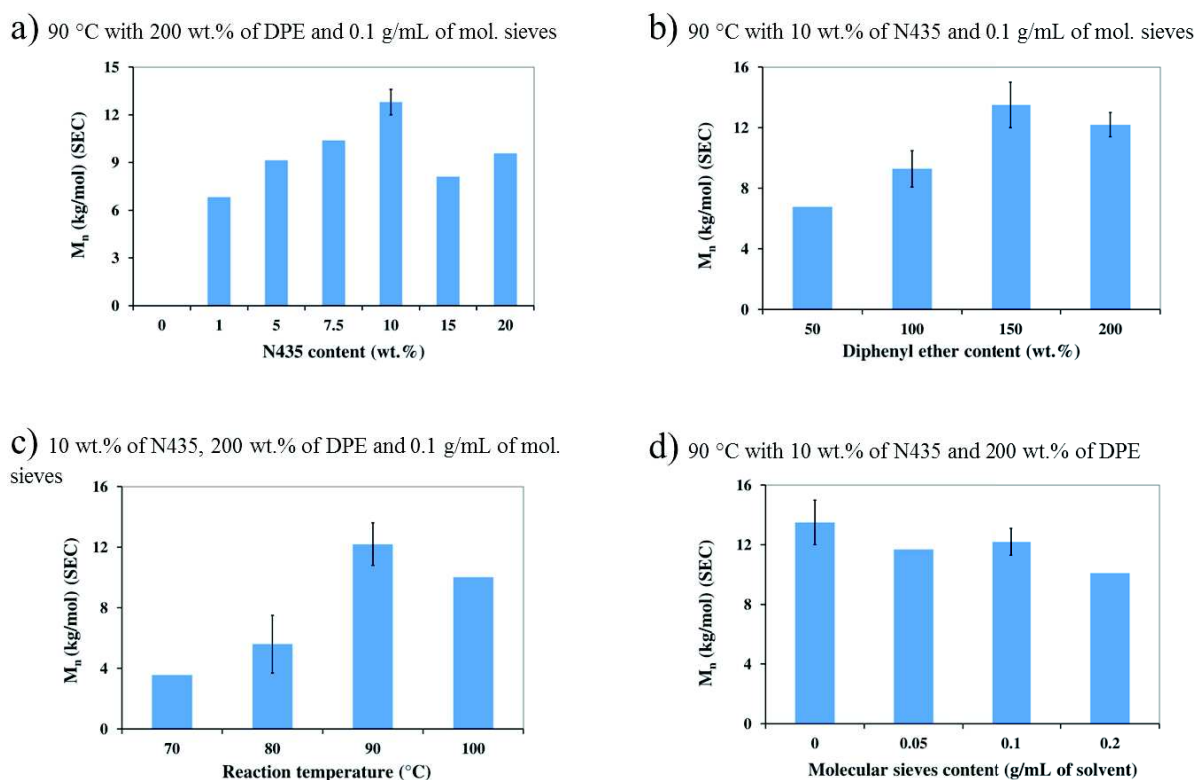 a) 90 °C with 200 wt.% of DPE and 0.1 g/mL of mol. sieves
15
12
9
6
3
0
Mn (kg/mol) (SEC)
0 1 5 7.5 10 15 20
N435 content (wt.%)
b) 90 °C with 10 wt.% of N435 and 0.1 g/mL of mol. sieves
16
12
8
4
0
Mn (kg/mol) (SEC)
50 100 150 200
Diphenyl ether content (wt.%)
c) 10 wt.% of N435, 200 wt.% of DPE and 0.1 g/mL of mol.
sieves
16
12
8
4
0
Mn (kg/mol) (SEC)
70 80 90 100
Reaction temperature (°C)
d) 90 °C with 10 wt.% of N435 and 200 wt.% of DPE
16
12
8
4
0
Mn (kg/mol) (SEC)
0 0.05 0.1 0.2
Molecular sieves content (g/mL of solvent)